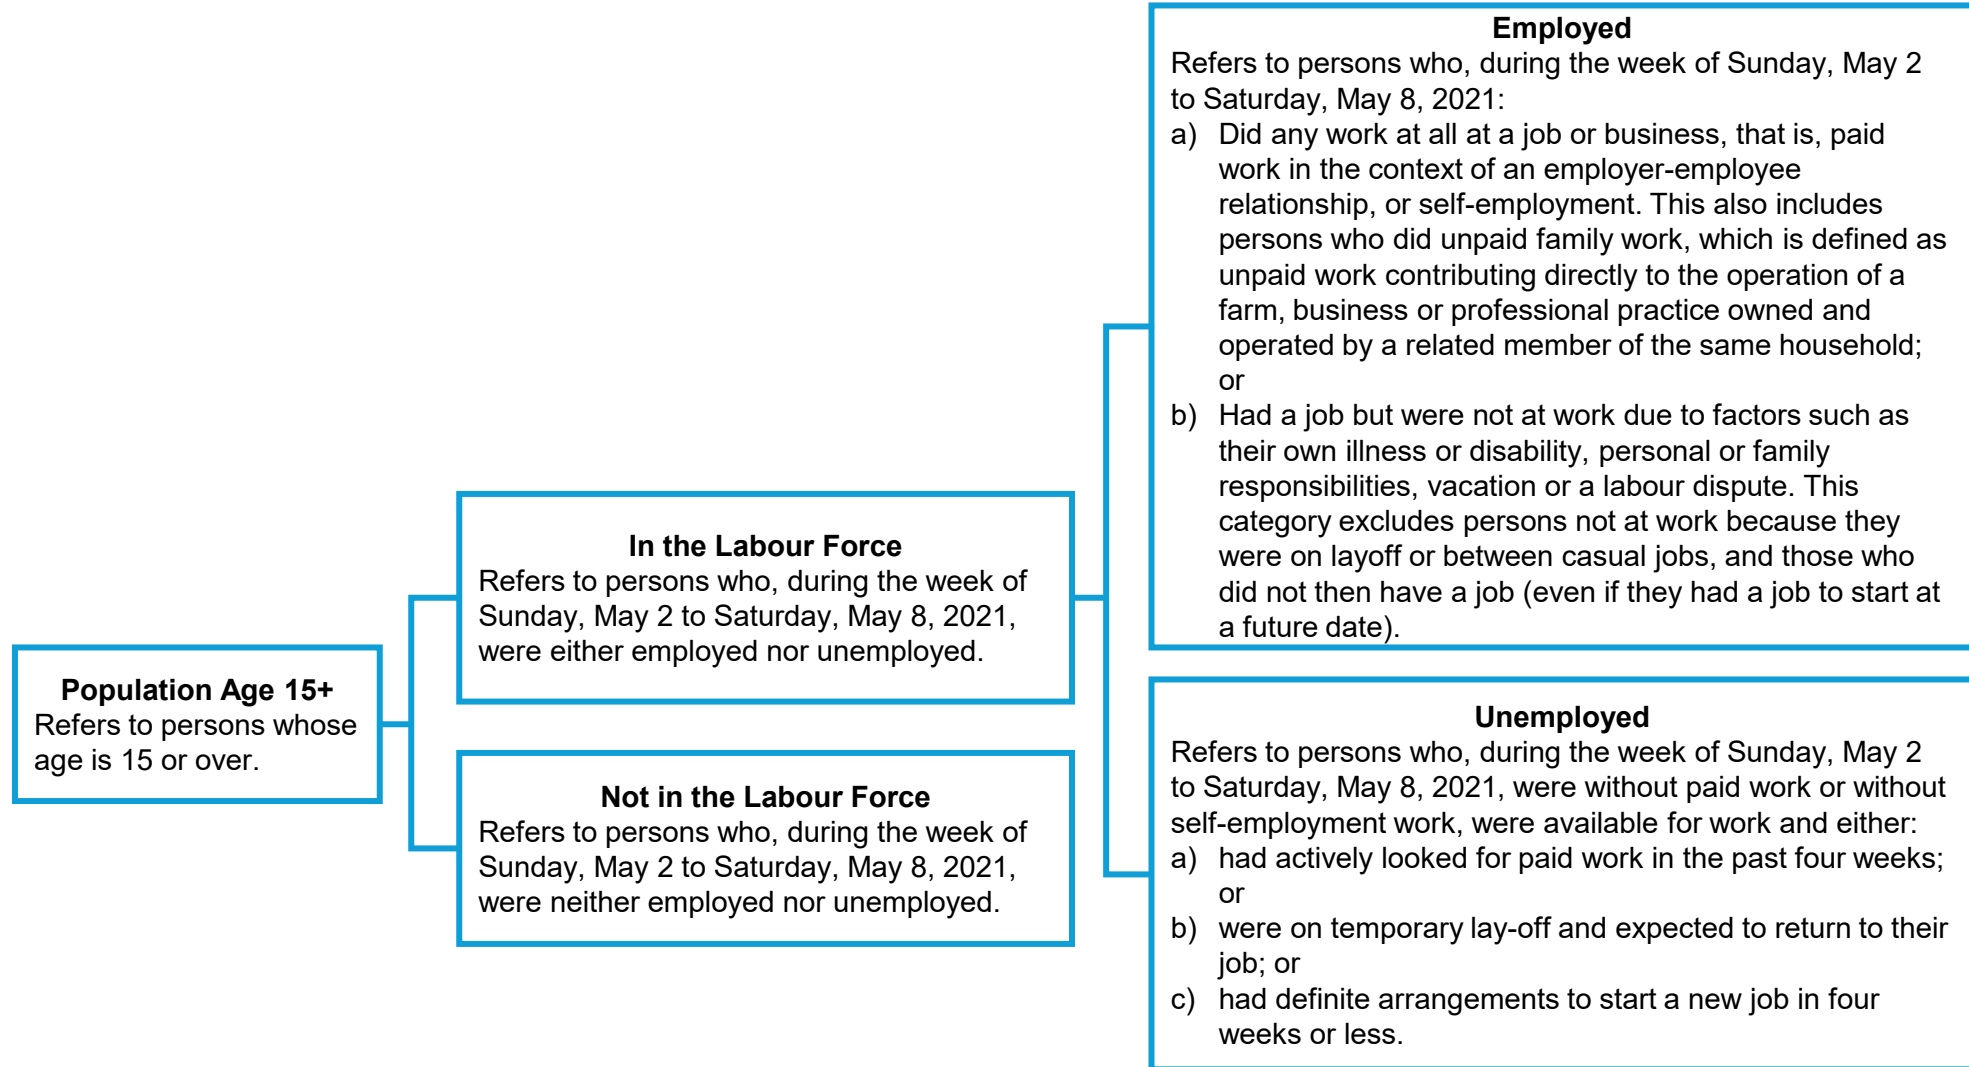 Population Age 15+
Refers to persons whose
age is 15 or over.
In the Labour Force
Refers to persons who, during the week of
Sunday, May 2 to Saturday, May 8, 2021,
were either employed nor unemployed.
Not in the Labour Force
Refers to persons who, during the week of
Sunday, May 2 to Saturday, May 8, 2021,
were neither employed nor unemployed.
Employed
Refers to persons who, during the week of Sunday, May 2
to Saturday, May 8, 2021:
a) Did any work at all at a job or business, that is, paid
work in the context of an employer-employee
relationship, or self-employment. This also includes
persons who did unpaid family work, which is defined as
unpaid work contributing directly to the operation of a
farm, business or professional practice owned and
operated by a related member of the same household;
or
b) Had a job but were not at work due to factors such as
their own illness or disability, personal or family
responsibilities, vacation or a labour dispute. This
category excludes persons not at work because they
were on layoff or between casual jobs, and those who
did not then have a job (even if they had a job to start at
a future date).
Unemployed
Refers to persons who, during the week of Sunday, May 2
to Saturday, May 8, 2021, were without paid work or without
self-employment work, were available for work and either:
a) had actively looked for paid work in the past four weeks;
or
b) were on temporary lay-off and expected to return to their
job; or
c) had definite arrangements to start a new job in four
weeks or less.